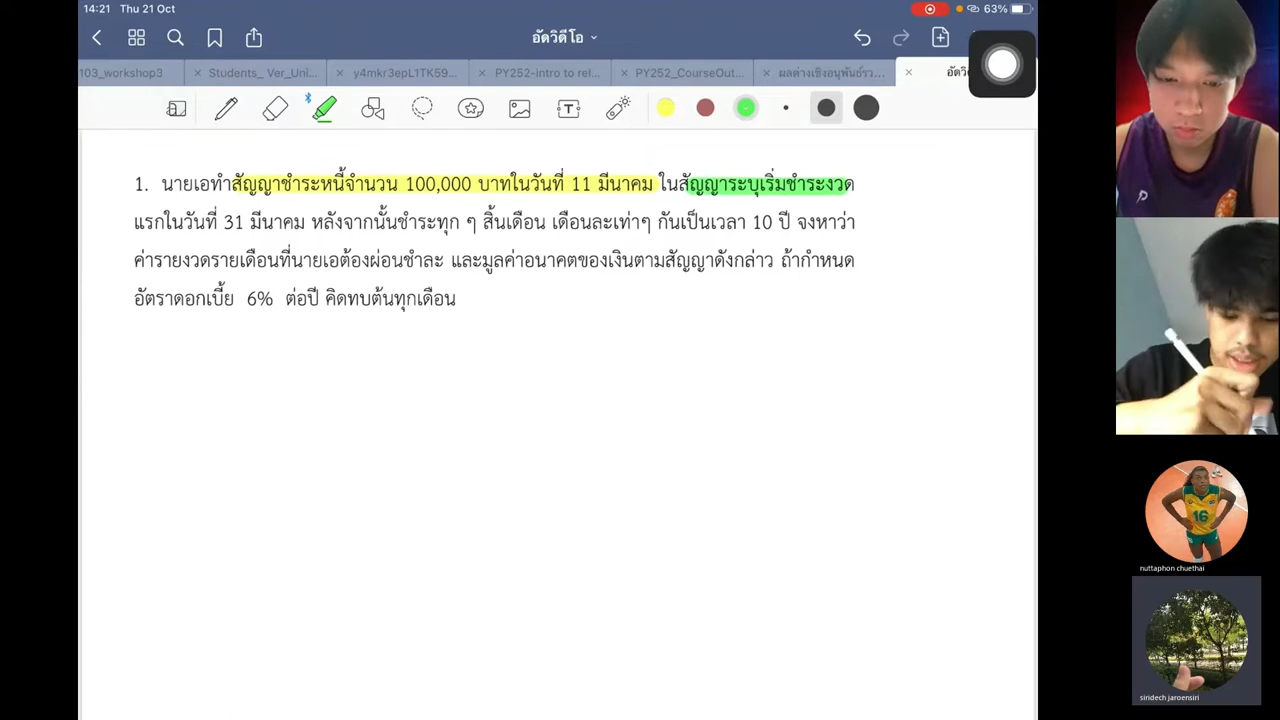 14:21 Thu 21 Oct
63%
อัดวิดีโอ
103_workshop3
Students_ Ver_Uni...
y4mkr3epL1TK59...
PY252-intro to rel...
PY252_CourseOut...
ผลต่างเชิงอนุพันธ์รว...
1. นายเอทำสัญญาชำระหนี้จำนวน 100,000 บาทในวันที่ 11 มีนาคม ในสัญญาระบุเริ่มชำระงวด
แรกในวันที่ 31 มีนาคม หลังจากนั้นชำระทุก ๆ สิ้นเดือน เดือนละเท่าๆ กันเป็นเวลา 10 ปี จงหาว่า
ค่ารายงวดรายเดือนที่นายเอต้องผ่อนชำละ และมูลค่าอนาคตของเงินตามสัญญาดังกล่าว ถ้ากำหนด
อัตราดอกเบี้ย 6% ต่อปี คิดทบต้นทุกเดือน
16
nuttaphon chuethai
siridech jaroensiri